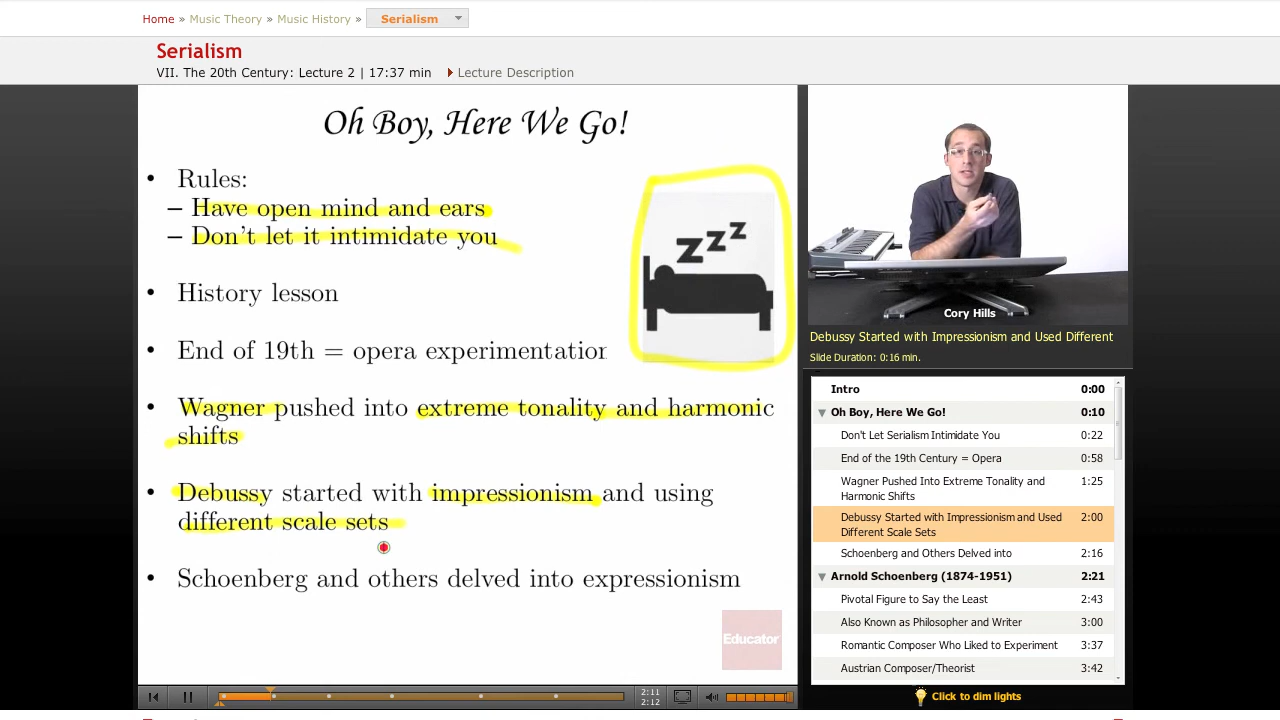 Home » Music Theory » Music History » Serialism
Serialism
VII. The 20th Century: Lecture 2 | 17:37 min Lecture Description
Oh Boy, Here We Go!
• Rules:
– Have open mind and ears
– Don't let it intimidate you
zzz
• History lesson
• End of 19th = opera experimentation
• Wagner pushed into extreme tonality and harmonic
shifts
• Debussy started with impressionism and using
different scale sets
• Schoenberg and others delved into expressionism
Educator
2:11
2:12
Cory Hills
Debussy Started with Impressionism and Used Different
Slide Duration: 0:16 min.
Intro 0:00
Oh Boy, Here We Go! 0:10
Don't Let Serialism Intimidate You 0:22
End of the 19th Century = Opera 0:58
Wagner Pushed Into Extreme Tonality and 1:25
Harmonic Shifts
Debussy Started with Impressionism and Used 2:00
Different Scale Sets
Schoenberg and Others Delved into 2:16
Arnold Schoenberg (1874-1951) 2:21
Pivotal Figure to Say the Least 2:43
Also Known as Philosopher and Writer 3:00
Romantic Composer Who Liked to Experiment 3:37
Austrian Composer/Theorist 3:42
Click to dim lights